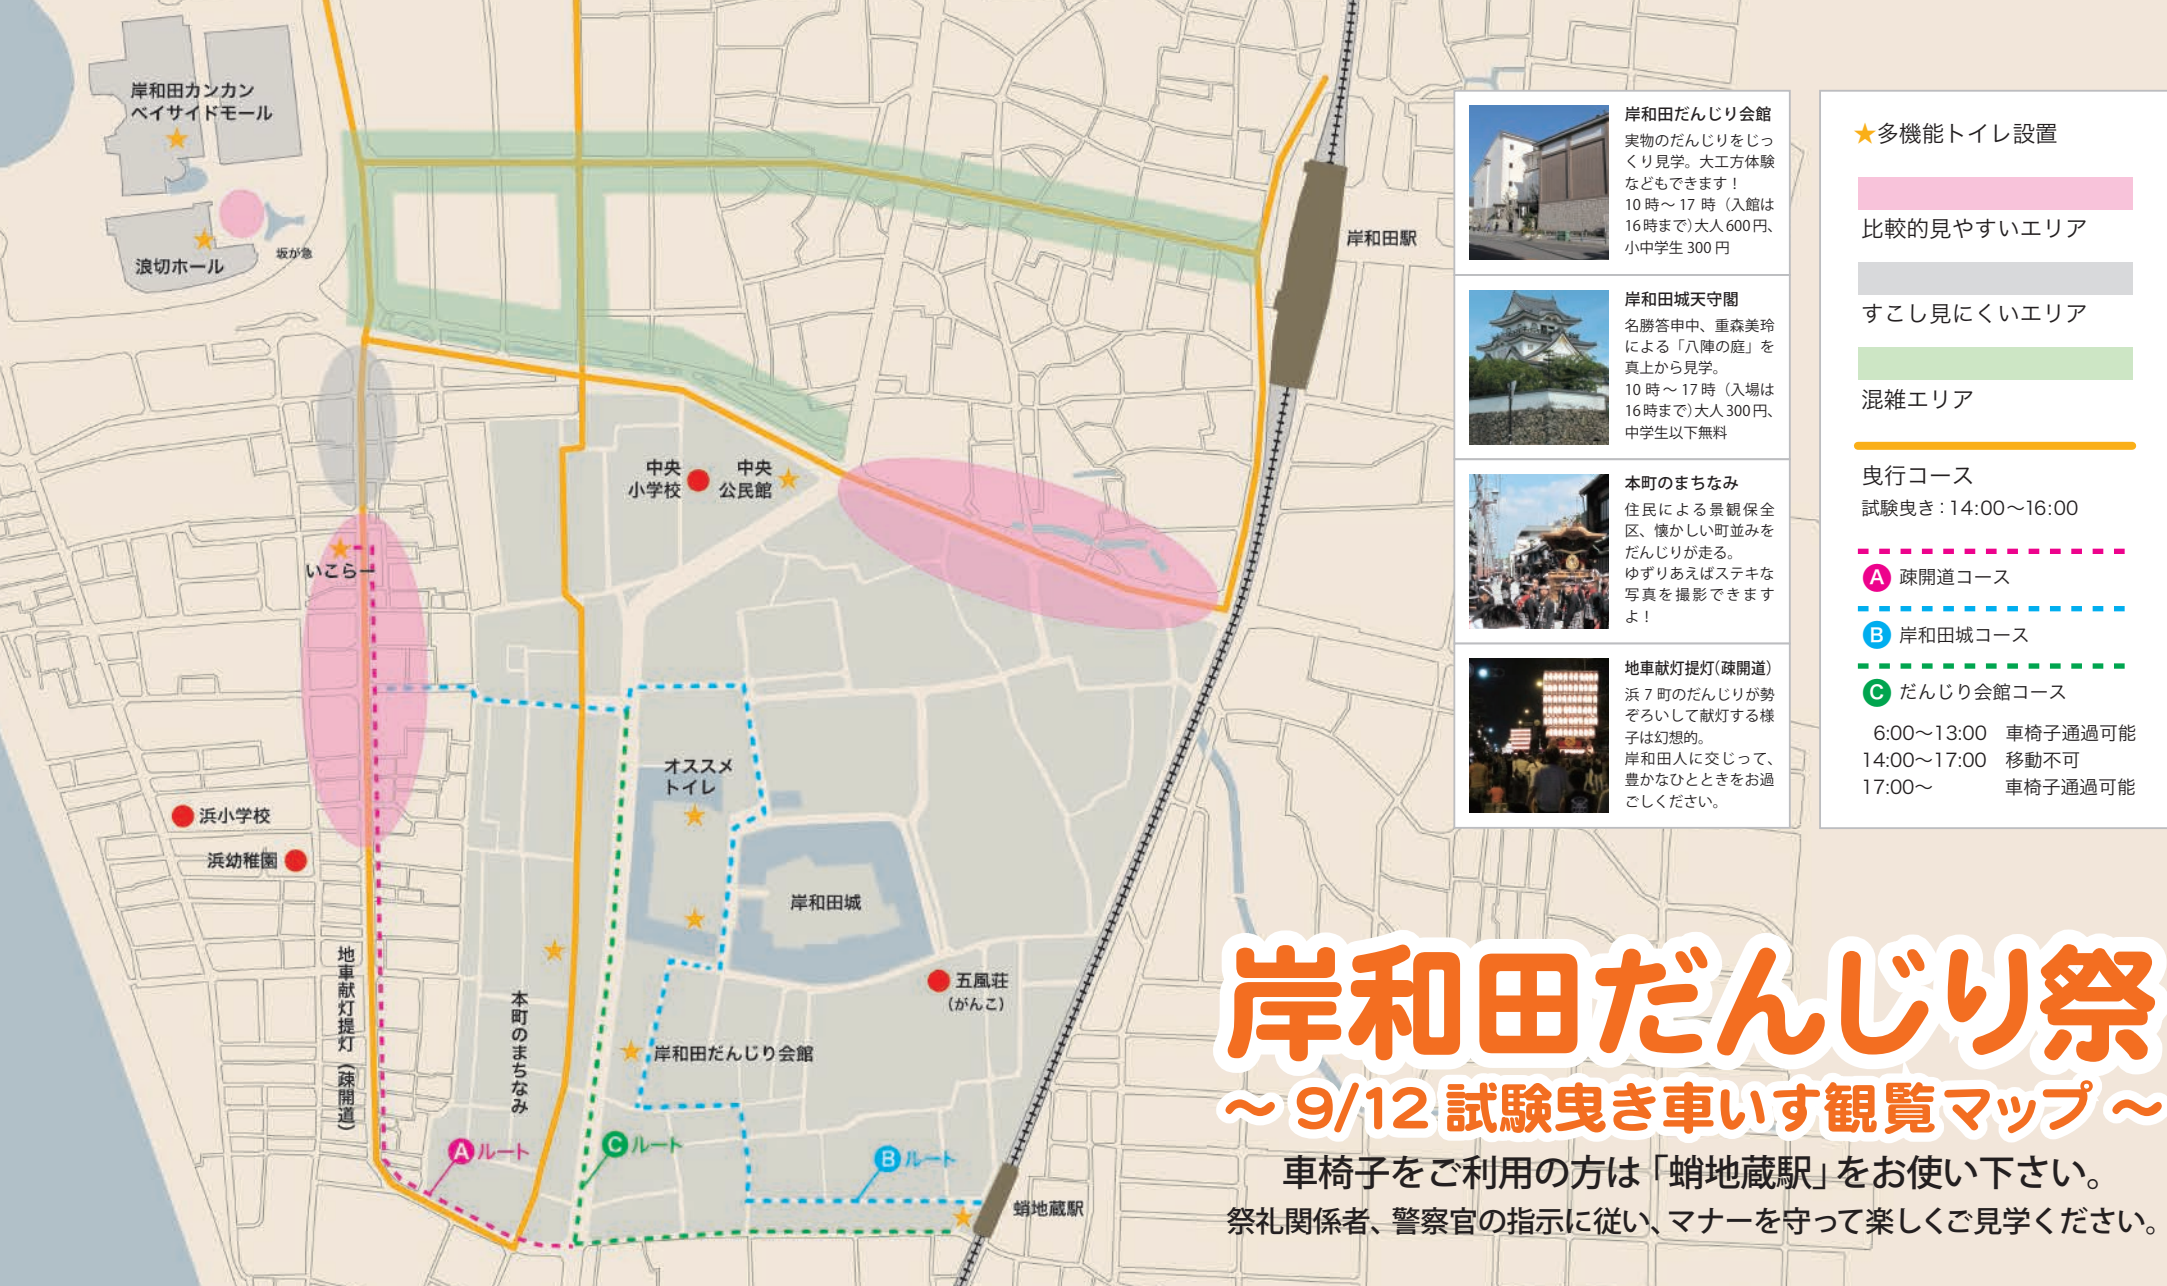 岸和田カンカン
ベイサイドモール
浪切ホール
坂が急
岸和田駅
中央
小学校
中央
公民館
いこらー
オススメ
トイレ
浜小学校
浜幼稚園
岸和田城
五風荘
(がんこ)
地車献灯提灯(疎開道)
本町のまちなみ
岸和田だんじり会館
Aルート
Cルート
Bルート
蛸地蔵駅
岸和田だんじり会館
実物のだんじりをじっ
くり見学。大工方体験
などもできます!
10時〜17時(入館は
16時まで)大人600円、
小中学生300円
岸和田城天守閣
名勝答申中、重森美玲
による「八陣の庭」を
真上から見学。
10時〜17時(入場は
16時まで)大人300円、
中学生以下無料
本町のまちなみ
住民による景観保全
区、懐かしい町並みを
だんじりが走る。
ゆずりあえばステキな
写真を撮影できます
よ!
地車献灯提灯(疎開道)
浜7町のだんじりが勢
ぞろいして献灯する様
子は幻想的。
岸和田人に交じって、
豊かなひとときをお過
ごしください。
★多機能トイレ設置
比較的見やすいエリア
すこし見にくいエリア
混雑エリア
曳行コース
試験曳き:14:00〜16:00
A 疎開道コース
B 岸和田城コース
C だんじり会館コース
6:00〜13:00 車椅子通過可能
14:00〜17:00 移動不可
17:00〜 車椅子通過可能
岸和田だんじり祭
〜9/12試験曳き車いす観覧マップ〜
車椅子をご利用の方は「蛸地蔵駅」をお使い下さい。
祭礼関係者、警察官の指示に従い、マナーを守って楽しくご見学ください。